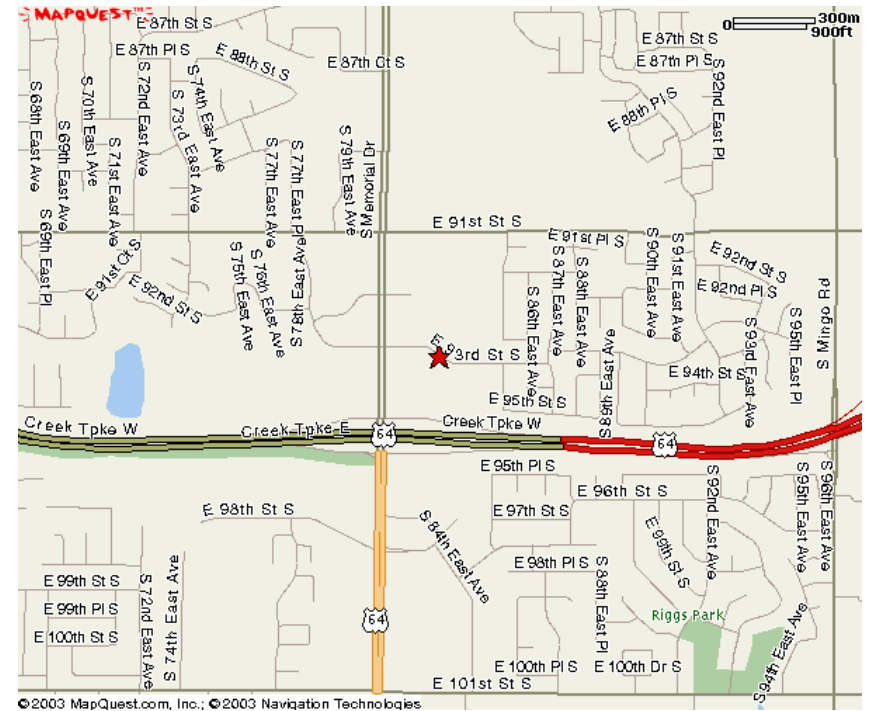 MAPQUEST
E 87th St S
0 300m
900ft
E 87th St S
E 87th Pl S
E 88th St S
E 87th Ct S
E 87th Pl S
S 68th East Ave
S 69th East Ave
S 70th East Ave
S 71st East Ave
S 72nd East Ave
S 73rd East Ave
S 74th East Ave
S 77th East Ave
S 77th East Pl
S 78th East Ave
S 79th East Ave
S Memorial Dr
E 88th Pl S
S 92nd East Pl
E 91st St S
E 91st Pl S
S 69th East Pl
E 91st Ct S
E 92nd St S
S 75th East Ave
S 76th East Ave
S 86th East Ave
S 87th East Ave
S 88th East Ave
S 89th East Ave
S 90th East Ave
S 91st East Ave
E 92nd St S
E 92nd Pl S
S 93rd East Ave
S 95th East Pl
S Mingo Rd
E 93rd St S
E 94th St S
E 95th St S
Creek Tpke W
Creek Tpke E
64
Creek Tpke W
64
E 95th Pl S
E 96th St S
E 97th St S
S 92nd East Ave
S 95th East Ave
S 96th East Ave
E 98th St S
S 84th East Ave
E 98th Pl S
E 99th St S
S 88th East Pl
E 99th St S
E 99th Pl S
E 100th St S
S 72nd East Ave
S 74th East Ave
64
Riggs Park
S 94th East Ave
E 100th Pl S
E 100th Dr S
E 101st St S
©2003 MapQuest.com, Inc.; ©2003 Navigation Technologies